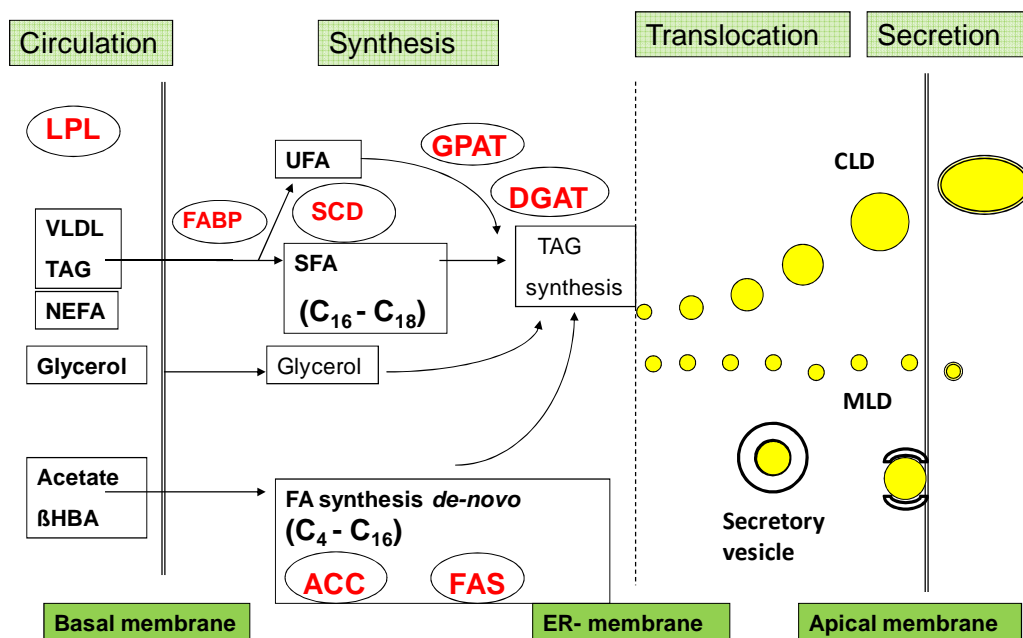 Circulation
Synthesis
Translocation
Secretion
LPL
GPAT
UFA
CLD
DGAT
FABP
SCD
VLDL
TAG
NEFA
SFA
(C₁₆ - C₁₈)
TAG
synthesis
Glycerol
Glycerol
MLD
Acetate
ßHBA
FA synthesis de-novo
(C₄ - C₁₆)
ACC
FAS
Secretory
vesicle
Basal membrane
ER- membrane
Apical membrane